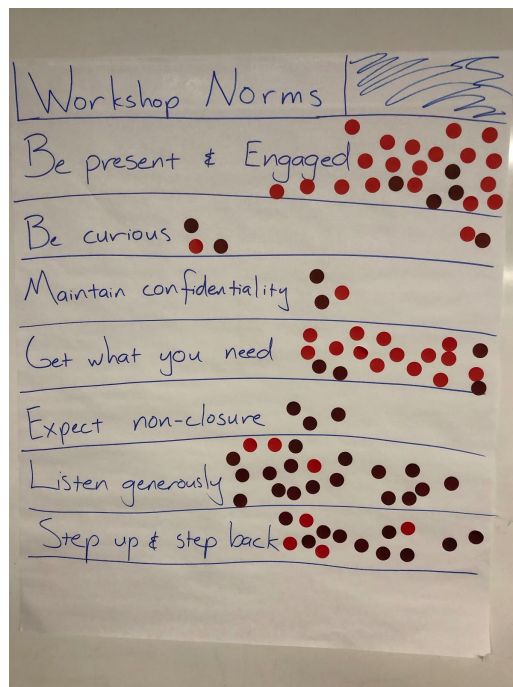 Workshop Norms
Be present & Engaged
Be curious
Maintain confidentiality
Get what you need
Expect non-closure
Listen generously
Step up & step back